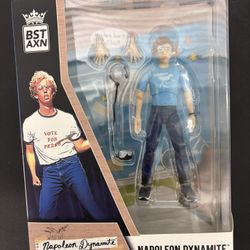 BST
AXN
VOTE
FOR
PEDRO
Napoleon Dynamite
NAPOLEON DYNAMITE